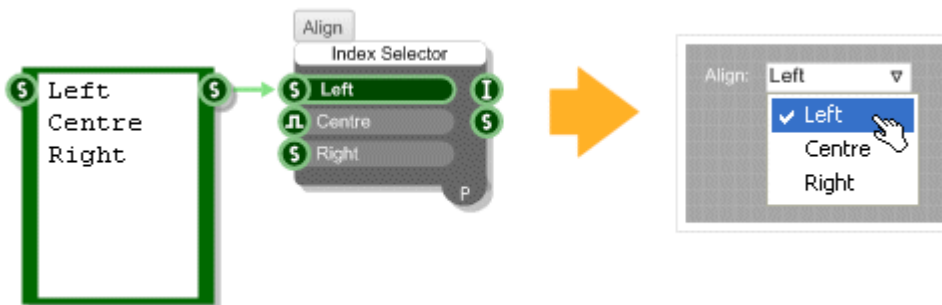 Align
Index Selector
S Left S
Centre
Right
S Left I
Centre S
S Right
P
Align: Left
Left
Centre
Right